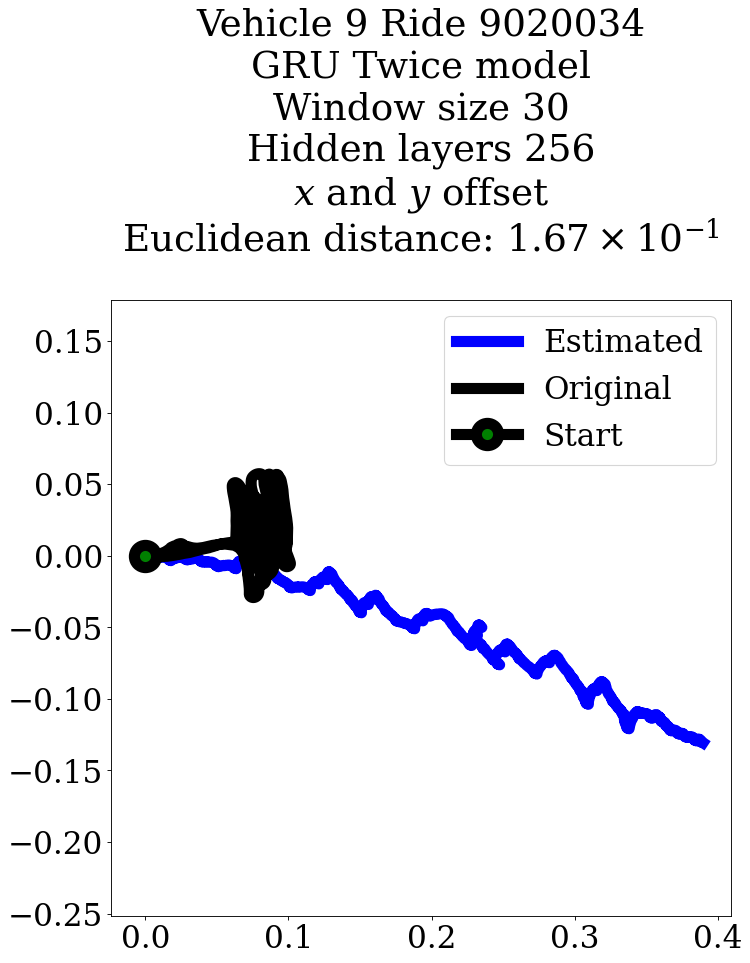 Vehicle 9 Ride 9020034
GRU Twice model
Window size 30
Hidden layers 256
x and y offset
Euclidean distance: 1.67 × 10⁻¹
Estimated
Original
Start
0.15
0.10
0.05
0.00
−0.05
−0.10
−0.15
−0.20
−0.25
0.0 0.1 0.2 0.3 0.4